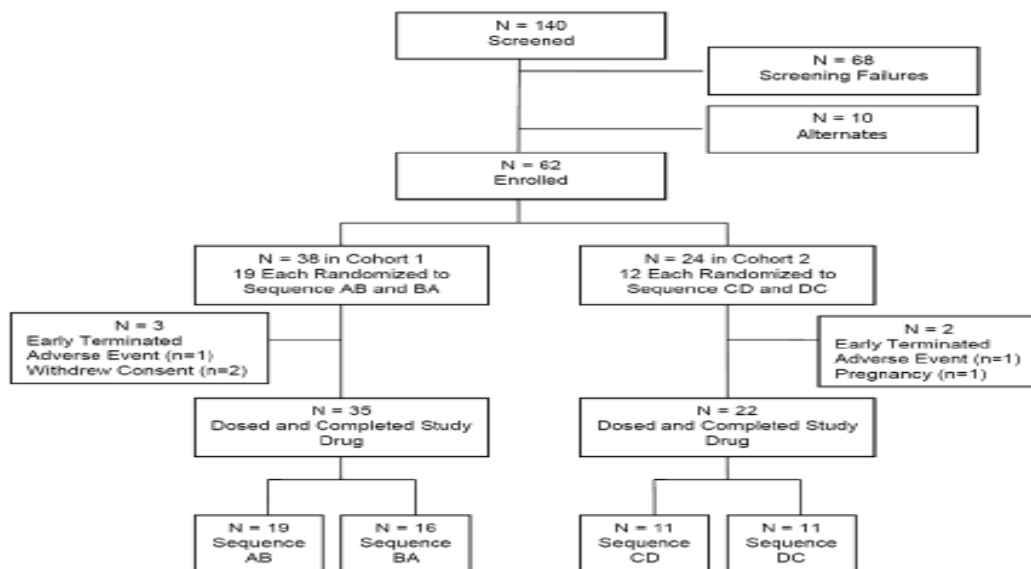 N = 140
Screened
N = 68
Screening Failures
N = 10
Alternates
N = 62
Enrolled
N = 38 in Cohort 1
19 Each Randomized to
Sequence AB and BA
N = 24 in Cohort 2
12 Each Randomized to
Sequence CD and DC
N = 3
Early Terminated
Adverse Event (n=1)
Withdrew Consent (n=2)
N = 2
Early Terminated
Adverse Event (n=1)
Pregnancy (n=1)
N = 35
Dosed and Completed Study
Drug
N = 22
Dosed and Completed Study
Drug
N = 19
Sequence
AB
N = 16
Sequence
BA
N = 11
Sequence
CD
N = 11
Sequence
DC